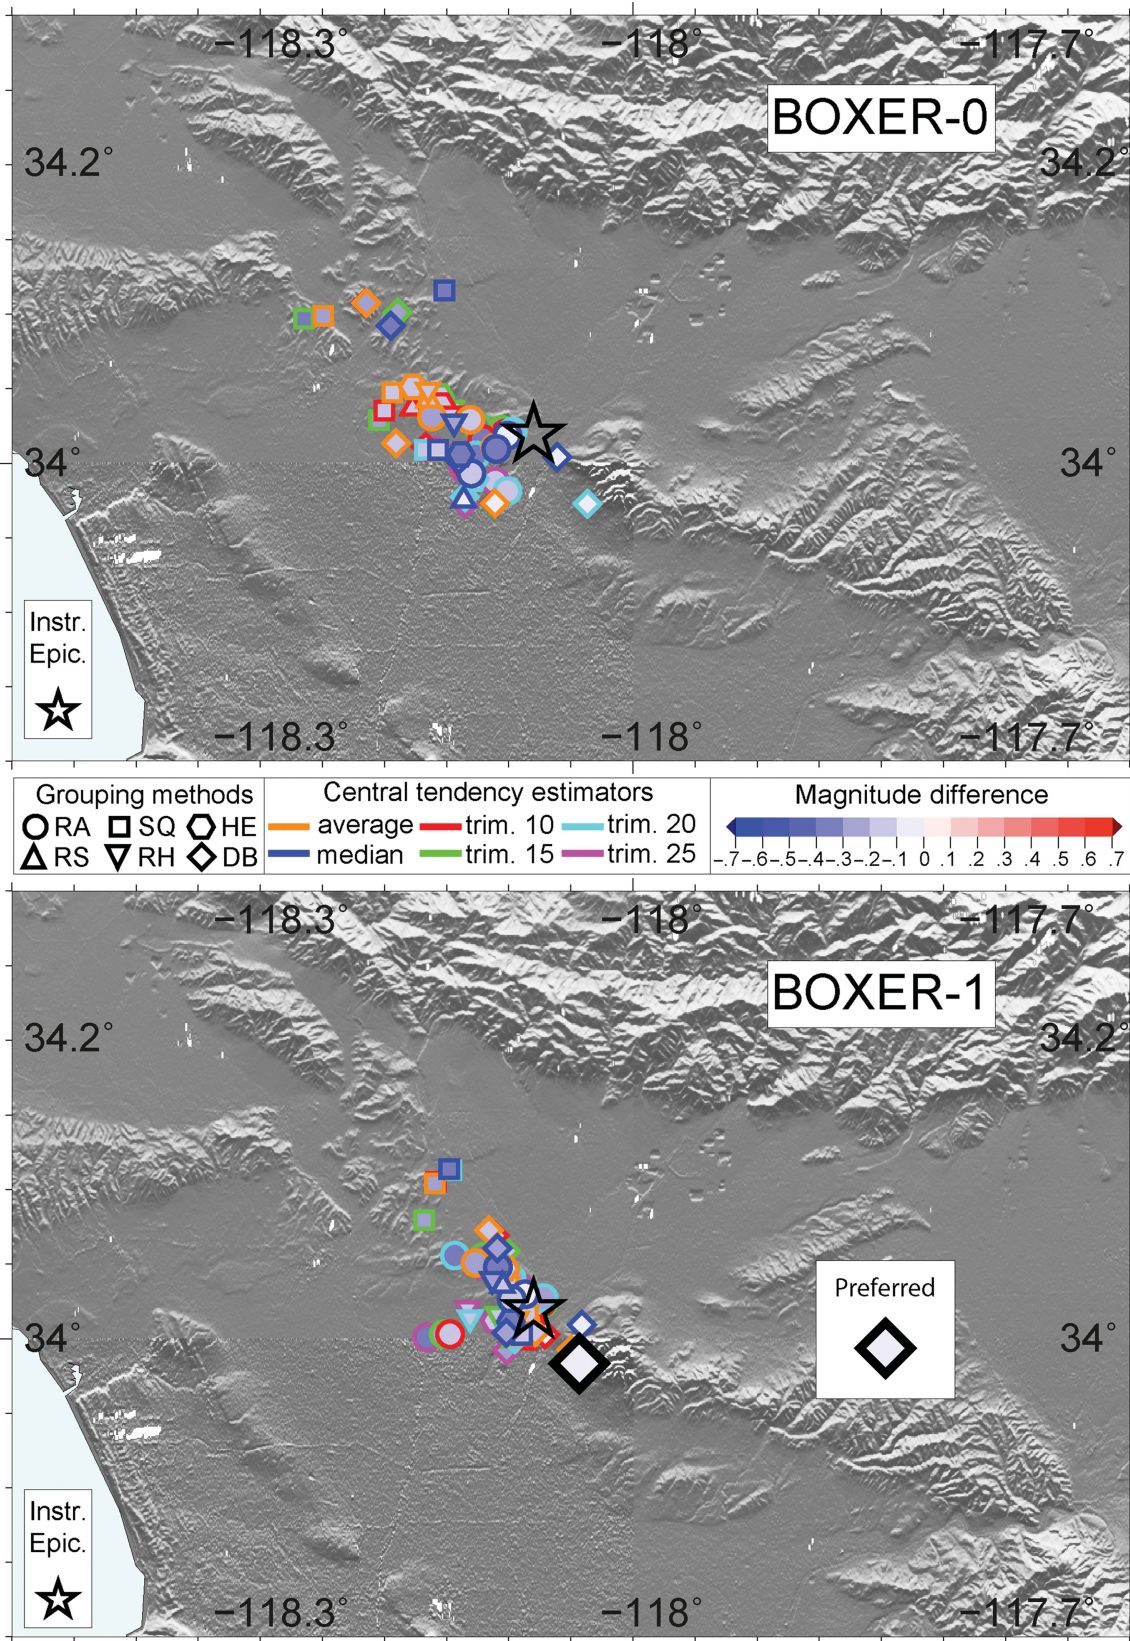 −118.3° −118° −117.7°
BOXER-0
34.2° 34.2°
34° 34°
Instr.
Epic.
−118.3° −118° −117.7°
Grouping methods
RA SQ HE
RS RH DB
Central tendency estimators
average trim. 10 trim. 20
median trim. 15 trim. 25
Magnitude difference
−.7 −.6 −.5 −.4 −.3 −.2 −.1 0 .1 .2 .3 .4 .5 .6 .7
−118.3° −118° −117.7°
BOXER-1
34.2° 34.2°
Preferred
34° 34°
Instr.
Epic.
−118.3° −118° −117.7°